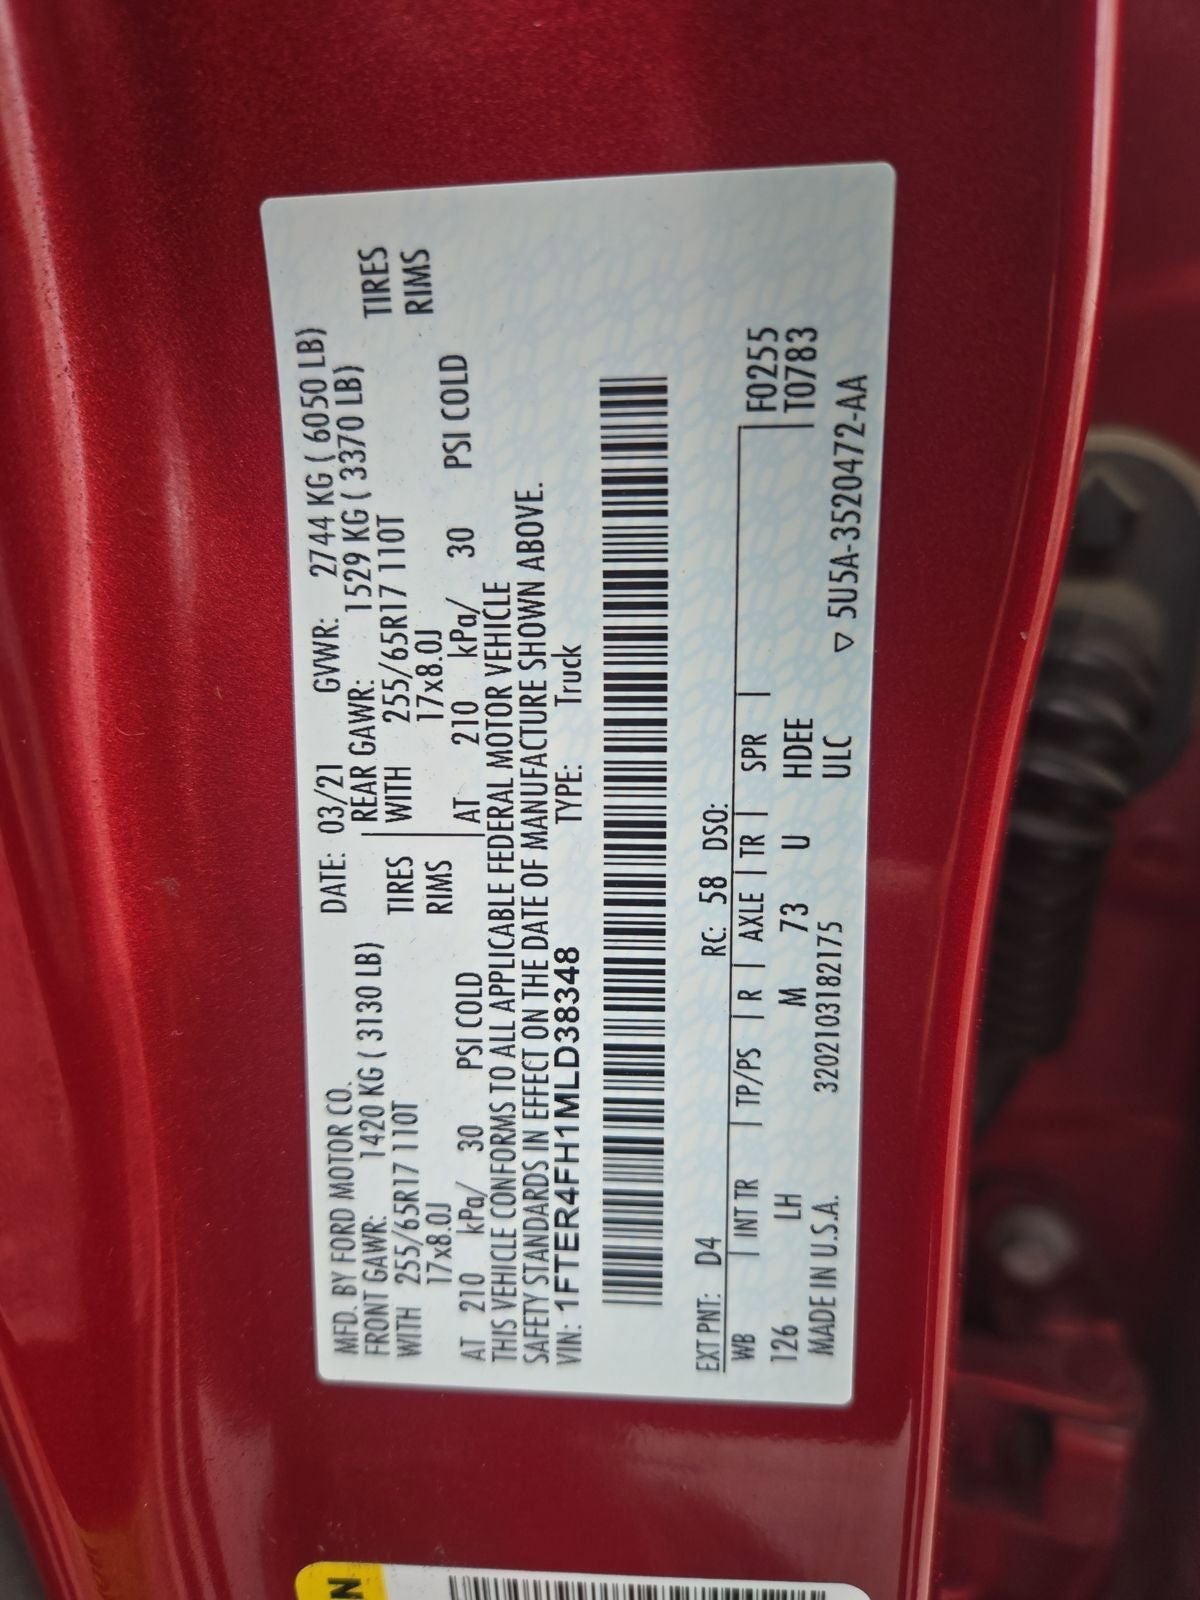 MFD. BY FORD MOTOR CO. DATE: 03/21 GVWR: 2744 KG ( 6050 LB)
FRONT GAWR: 1420 KG ( 3130 LB) REAR GAWR: 1529 KG ( 3370 LB)
WITH 255/65R17 110T TIRES WITH 255/65R17 110T TIRES
17x8.0J RIMS 17x8.0J RIMS
AT 210 kPa/ 30 PSI COLD AT 210 kPa/ 30 PSI COLD
THIS VEHICLE CONFORMS TO ALL APPLICABLE FEDERAL MOTOR VEHICLE
SAFETY STANDARDS IN EFFECT ON THE DATE OF MANUFACTURE SHOWN ABOVE.
VIN: 1FTER4FH1MLD38348 TYPE: Truck
EXT PNT: D4 RC: 58 DSO:
WB | INT TR | TP/PS | R | AXLE | TR | SPR | F0255
126 LH M 73 U HDEE T0783
MADE IN U.S.A. 320210318217​5 ULC ▽ 5U5A-3520472-AA
N